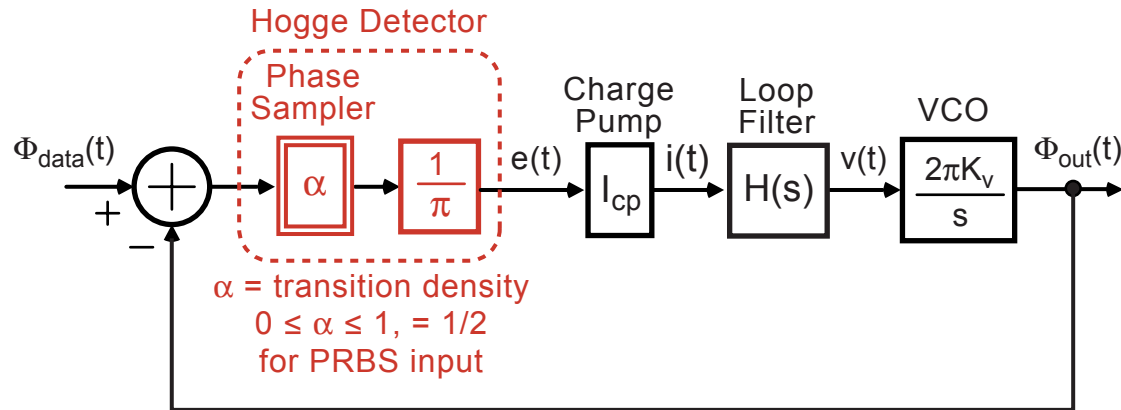 Hogge Detector
Phase
Sampler
Charge
Pump
Loop
Filter
VCO
Φdata(t)
+
+
−
α
1
π
e(t)
Icp
i(t)
H(s)
v(t)
2πKv
s
Φout(t)
α = transition density
0 ≤ α ≤ 1, = 1/2
for PRBS input